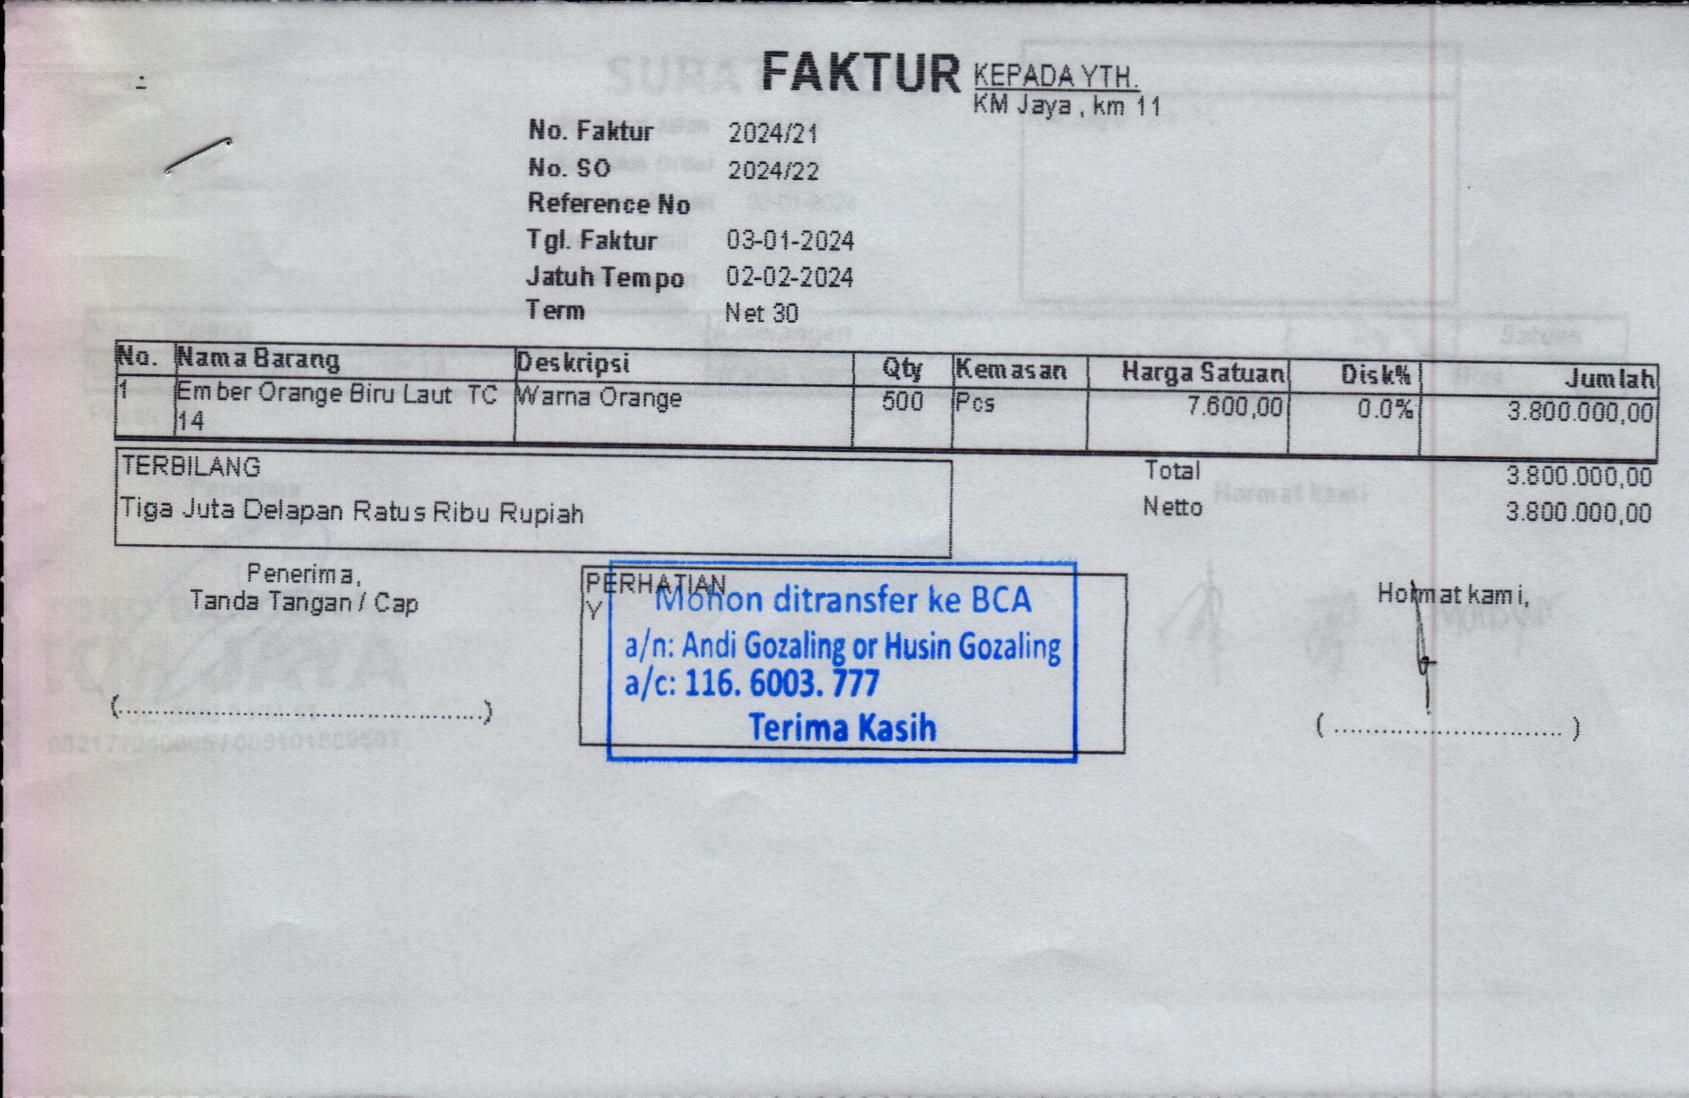 FAKTUR
KEPADA YTH.
KM Jaya , km 11
No. Faktur 2024/21
No. SO 2024/22
Reference No
Tgl. Faktur 03-01-2024
Jatuh Tempo 02-02-2024
Term Net 30
No. Nama Barang Deskripsi Qty Kemasan Harga Satuan Disk% Jumlah
1 Ember Orange Biru Laut TC Warna Orange 500 Pcs 7.600,00 0.0% 3.800.000,00
14
TERBILANG
Tiga Juta Delapan Ratus Ribu Rupiah
Total 3.800.000,00
Netto 3.800.000,00
Penerima,
Tanda Tangan / Cap
(....................................................)
PERHATIAN
Y
Mohon ditransfer ke BCA
a/n: Andi Gozaling or Husin Gozaling
a/c: 116. 6003. 777
Terima Kasih
Hormat kami,
( ................................ )